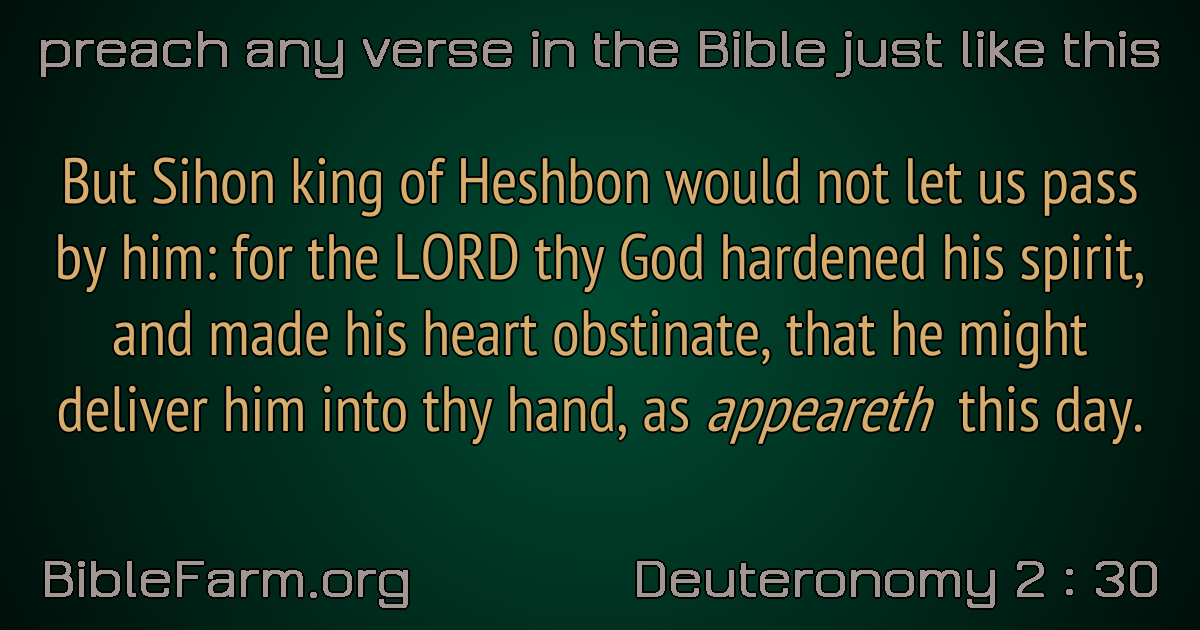 preach any verse in the Bible just like this
But Sihon king of Heshbon would not let us pass
by him: for the LORD thy God hardened his spirit,
and made his heart obstinate, that he might
deliver him into thy hand, as appeareth this day.
BibleFarm.org
Deuteronomy 2 : 30